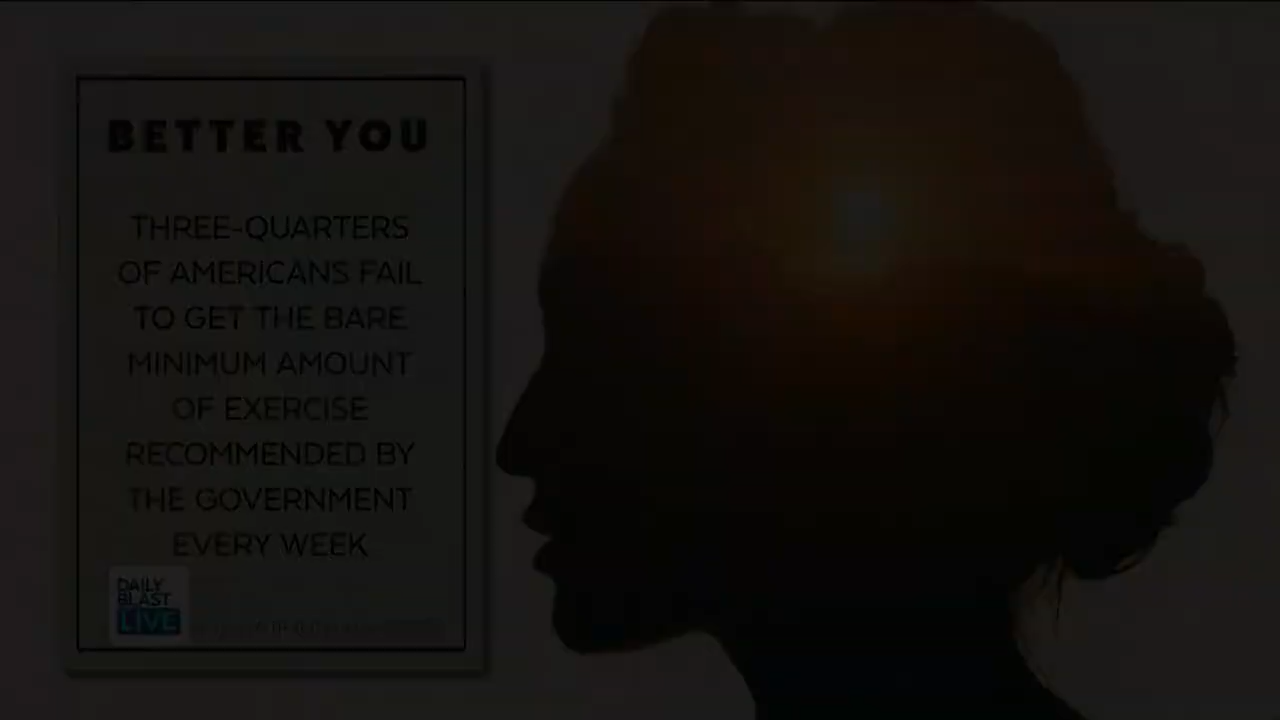 BETTER YOU
THREE-QUARTERS
OF AMERICANS FAIL
TO GET THE BARE
MINIMUM AMOUNT
OF EXERCISE
RECOMMENDED BY
THE GOVERNMENT
EVERY WEEK
DAILY
BLAST
LIVE